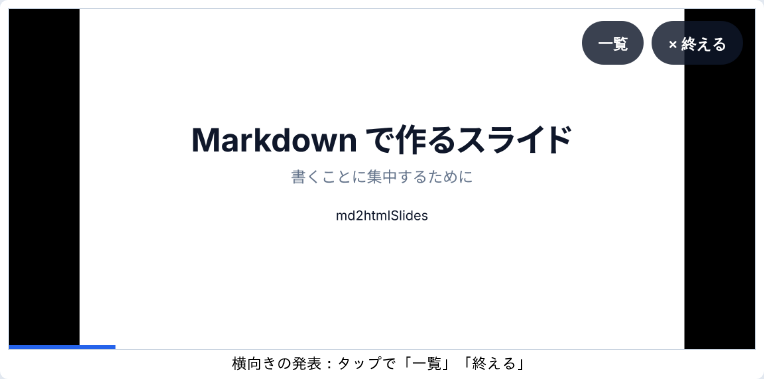 一覧
× 終える
Markdown で作るスライド
書くことに集中するために
md2htmlSlides
横向きの発表：タップで「一覧」「終える」